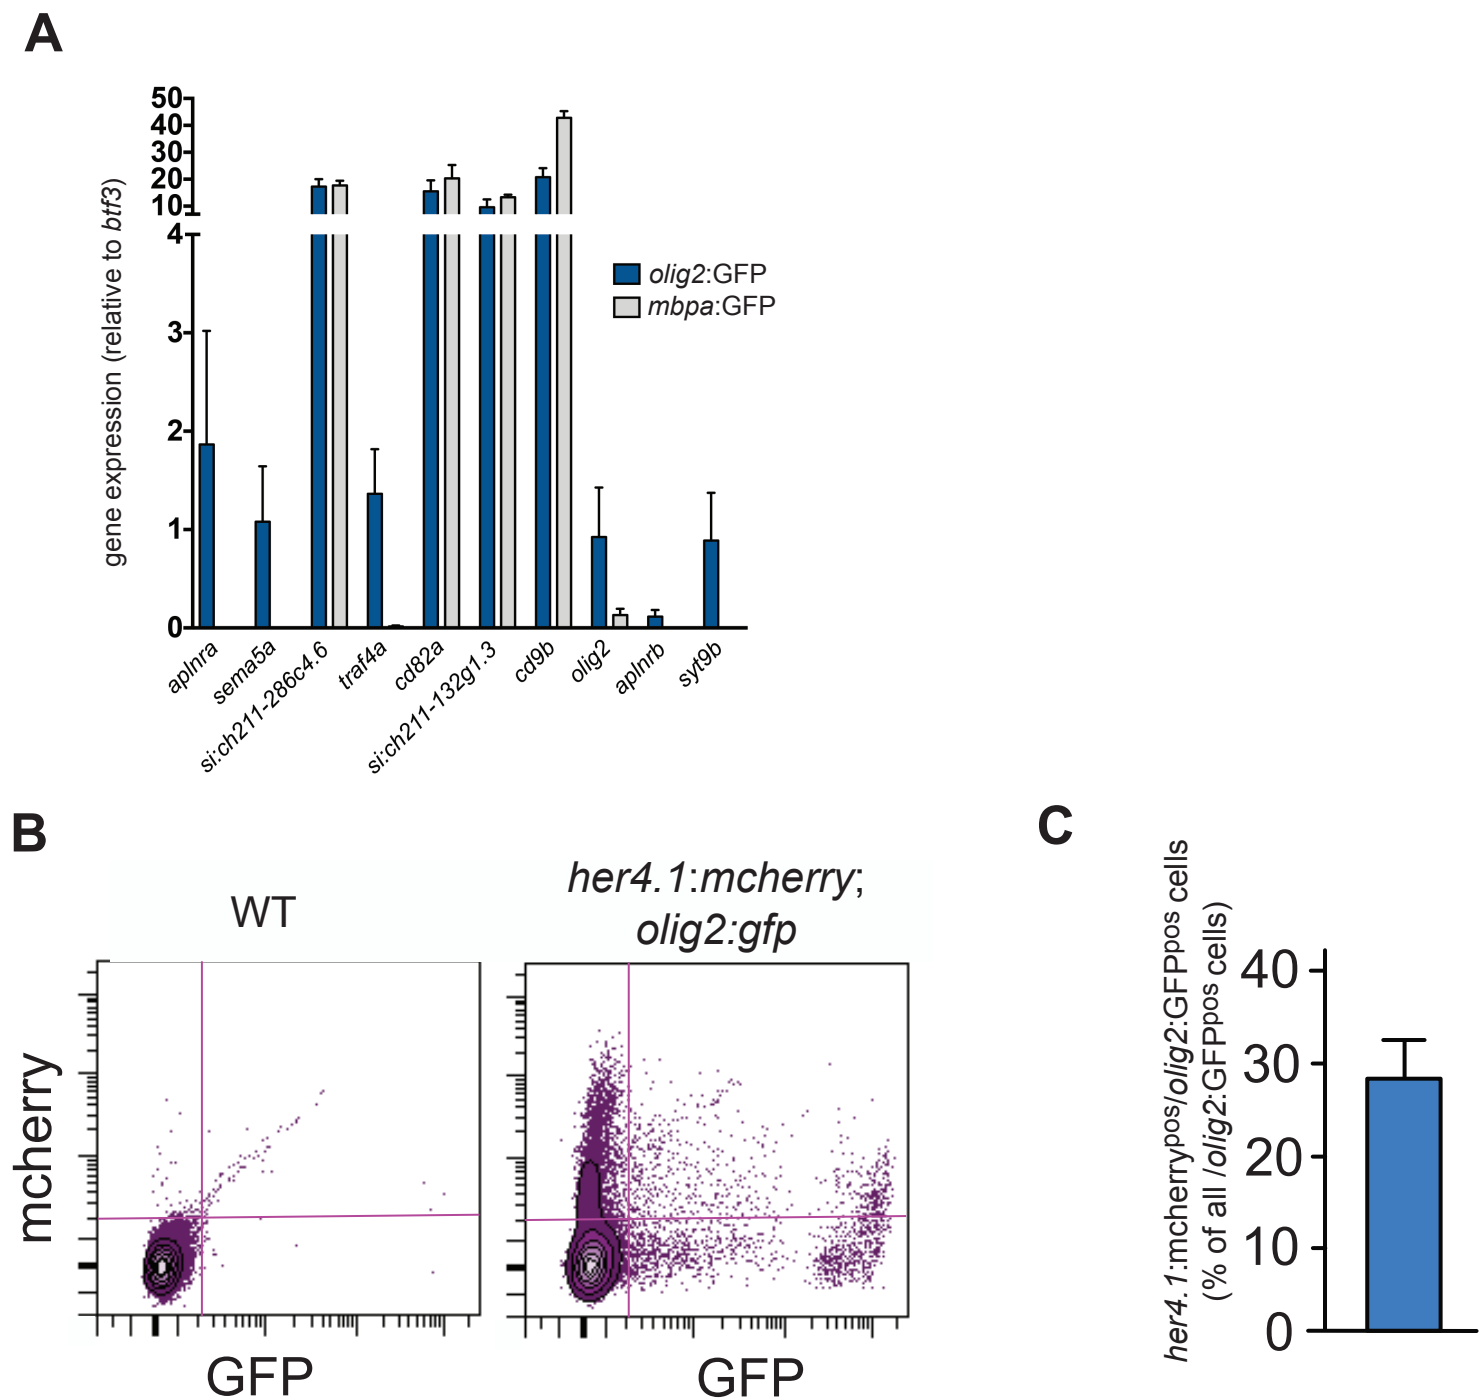 A
gene expression (relative to btf3)
50
40
30
20
10
4
3
2
1
0
olig2:GFP
mbpa:GFP
aplnra
sema5a
si:ch211-286c4.6
traf4a
cd82a
si:ch211-132g1.3
cd9b
olig2
aplnrb
syt9b
B
WT
her4.1:mcherry;
olig2:gfp
mcherry
GFP
GFP
C
her4.1:mcherrypos/olig2:GFPpos cells
(% of all /olig2:GFPpos cells)
40
30
20
10
0